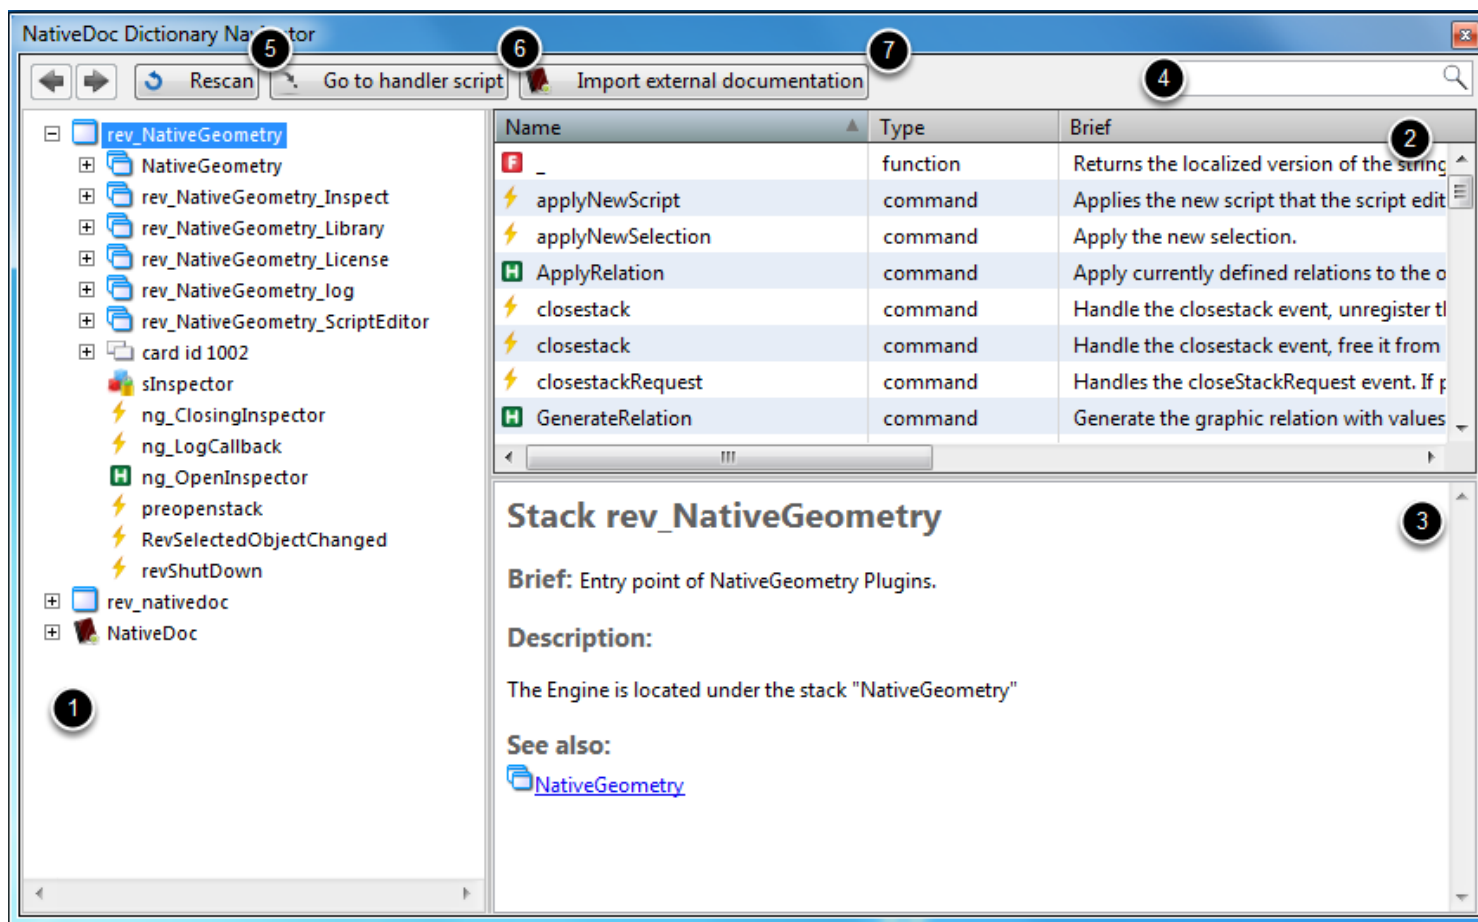 NativeDoc Dictionary Nav tor
5
6
7
Rescan
Go to handler script
Import external documentation
4
rev_NativeGeometry
NativeGeometry
rev_NativeGeometry_Inspect
rev_NativeGeometry_Library
rev_NativeGeometry_License
rev_NativeGeometry_log
rev_NativeGeometry_ScriptEditor
card id 1002
sInspector
ng_ClosingInspector
ng_LogCallback
H ng_OpenInspector
preopenstack
RevSelectedObjectChanged
revShutDown
rev_nativedoc
NativeDoc
1
Name Type Brief
2
F _ function Returns the localized version of the string
applyNewScript command Applies the new script that the script edit
applyNewSelection command Apply the new selection.
H ApplyRelation command Apply currently defined relations to the o
closestack command Handle the closestack event, unregister tl
closestack command Handle the closestack event, free it from
closestackRequest command Handles the closeStackRequest event. If p
H GenerateRelation command Generate the graphic relation with values
Stack rev_NativeGeometry
3
Brief: Entry point of NativeGeometry Plugins.
Description:
The Engine is located under the stack "NativeGeometry"
See also:
NativeGeometry